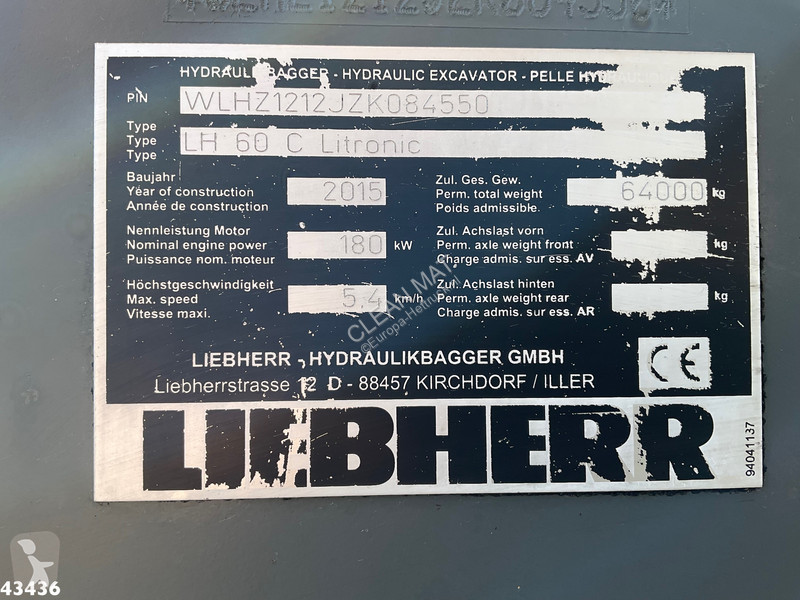 HYDRAULIKBAGGER - HYDRAULIC EXCAVATOR - PELLE HYDRAULIQUE
PIN WLHZ1212JZK084550
Type
Type LH 60 C Litronic
Type
Baujahr
Year of construction 2015
Année de construction
Zul. Ges. Gew.
Perm. total weight 64000 kg
Poids admissible
Nennleistung Motor
Nominal engine power 180 kW
Puissance nom. moteur
Zul. Achslast vorn
Perm. axle weight front kg
Charge admis. sur ess. AV
Höchstgeschwindigkeit
Max. speed 5.4 km/h
Vitesse maxi.
Zul. Achslast hinten
Perm. axle weight rear kg
Charge admis. sur ess. AR
LIEBHERR - HYDRAULIKBAGGER GMBH
Liebherrstrasse 12 D - 88457 KIRCHDORF / ILLER
CE
LIEBHERR
94041137
CLEAN MAT
43436